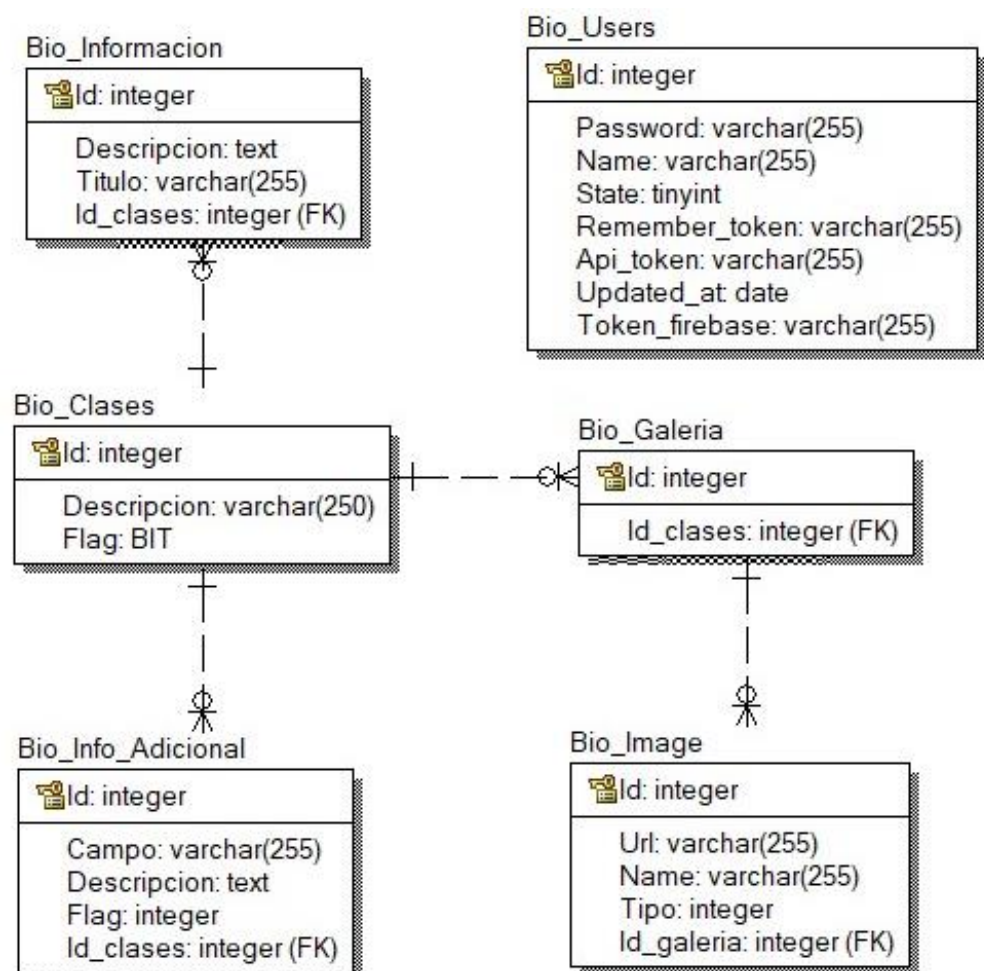 Bio_Informacion
Id: integer
Descripcion: text
Titulo: varchar(255)
Id_clases: integer (FK)
Bio_Users
Id: integer
Password: varchar(255)
Name: varchar(255)
State: tinyint
Remember_token: varchar(255)
Api_token: varchar(255)
Updated_at: date
Token_firebase: varchar(255)
Bio_Clases
Id: integer
Descripcion: varchar(250)
Flag: BIT
Bio_Galeria
Id: integer
Id_clases: integer (FK)
Bio_Info_Adicional
Id: integer
Campo: varchar(255)
Descripcion: text
Flag: integer
Id_clases: integer (FK)
Bio_Image
Id: integer
Url: varchar(255)
Name: varchar(255)
Tipo: integer
Id_galeria: integer (FK)